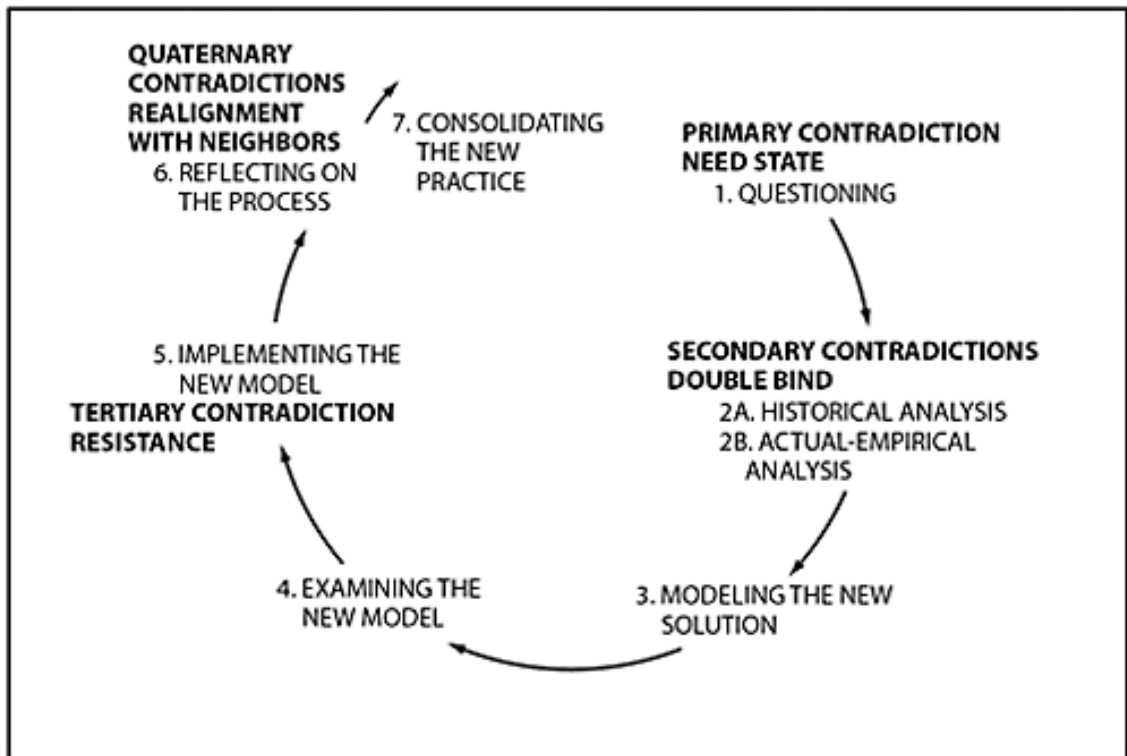 PRIMARY CONTRADICTION
NEED STATE
1. QUESTIONING
SECONDARY CONTRADICTIONS
DOUBLE BIND
2A. HISTORICAL ANALYSIS
2B. ACTUAL-EMPIRICAL
ANALYSIS
3. MODELING THE NEW
SOLUTION
4. EXAMINING THE
NEW MODEL
5. IMPLEMENTING THE
NEW MODEL
TERTIARY CONTRADICTION
RESISTANCE
QUATERNARY
CONTRADICTIONS
REALIGNMENT
WITH NEIGHBORS
6. REFLECTING ON
THE PROCESS
7. CONSOLIDATING
THE NEW
PRACTICE